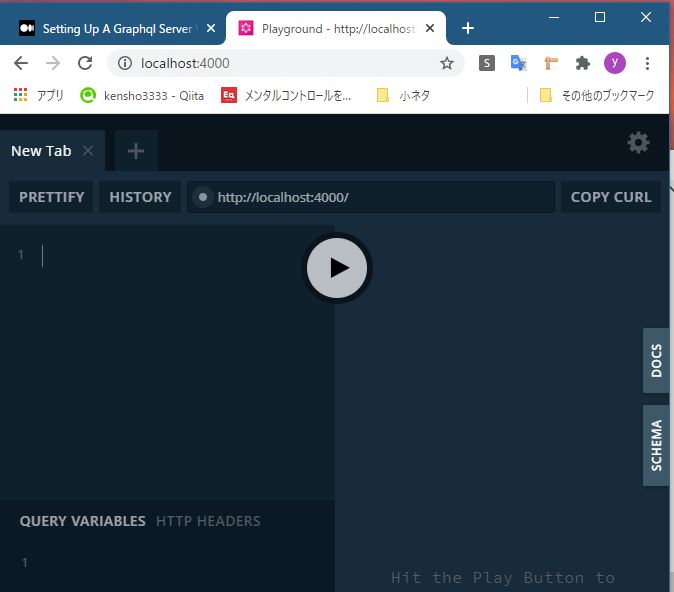 Setting Up A Graphql Server
Playground - http://localhost:
localhost:4000
S
y
アプリ
kensho3333 - Qiita
Eq
メンタルコントロールを...
小ネタ
その他のブックマーク
New Tab
PRETTIFY
HISTORY
http://localhost:4000/
COPY CURL
1
DOCS
SCHEMA
QUERY VARIABLES
HTTP HEADERS
1
Hit the Play Button to